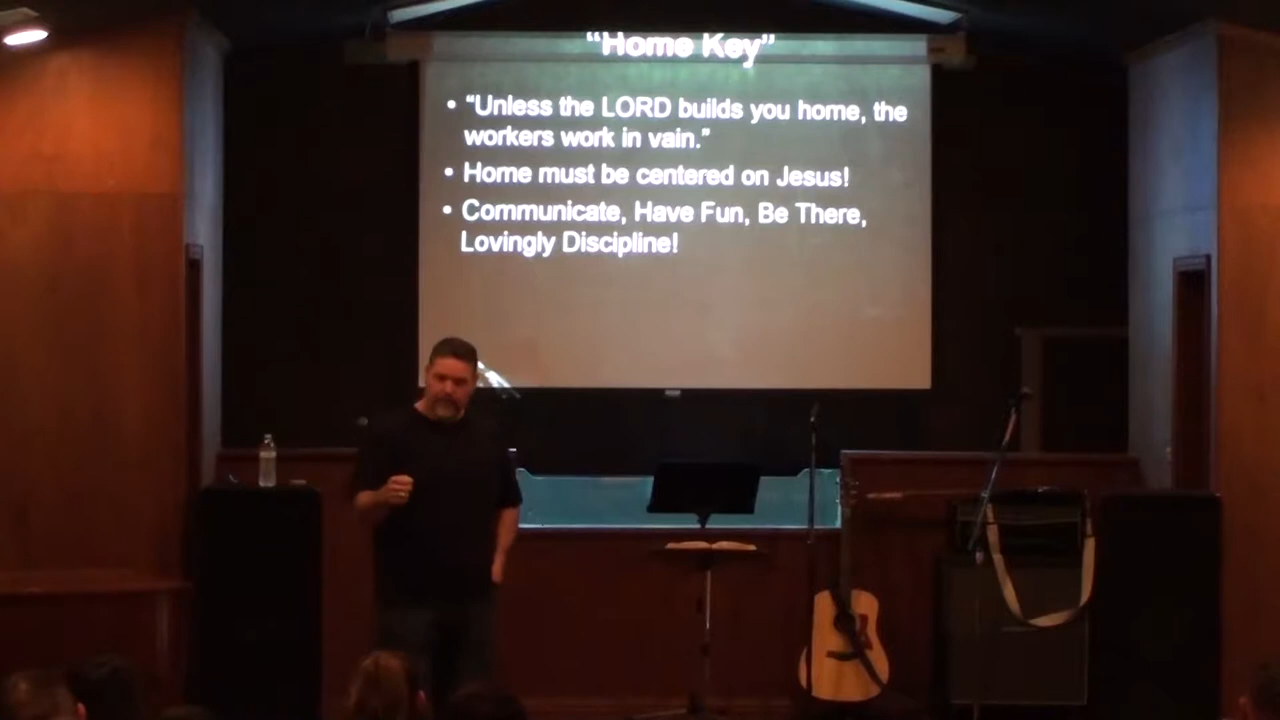 “Home Key”
• “Unless the LORD builds you home, the
workers work in vain.”
• Home must be centered on Jesus!
• Communicate, Have Fun, Be There,
Lovingly Discipline!